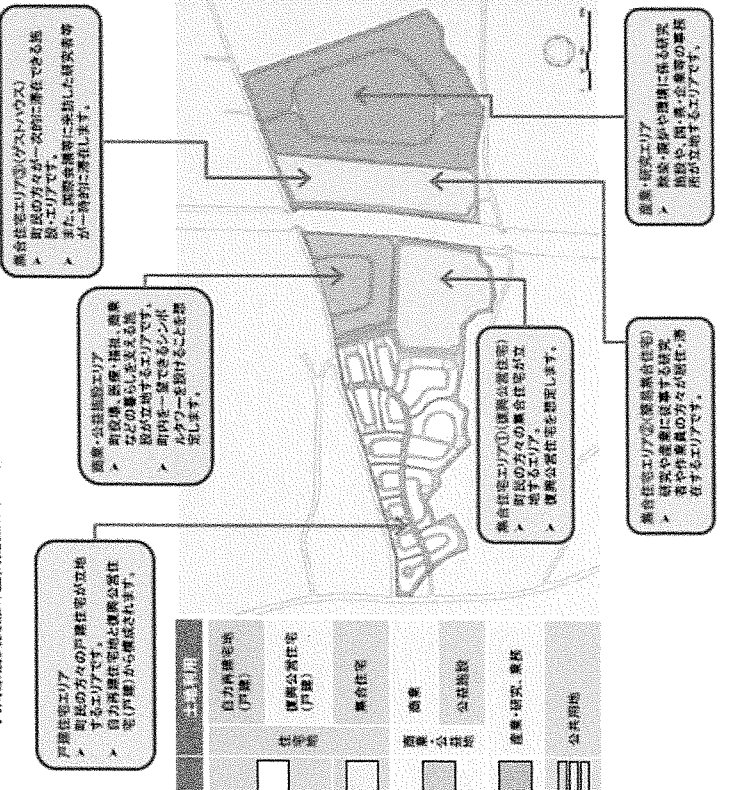 戸建住宅エリア
➢ 町民の方々の戸建住宅が立地
するエリアです。
➢ 自力再建住宅地と復興公営住
宅(戸建)から構成されます。
商業・公益施設エリア
➢ 町役場、医療・福祉、商業
などの暮らしを支える施
設が立地するエリアです。
➢ 町内を一望できるシンボ
ルタワーを設けることを想
定します。
集合住宅エリア③(ゲストハウス)
➢ 町民の方々が一次的に滞在できる施
設・エリアです。
➢ また、国際会議等に来訪した研究者等
が一時的に滞在します。
集合住宅エリア①(復興公営住宅)
➢ 町民の方々の集合住宅が立
地するエリア。
➢ 復興公営住宅を想定します。
集合住宅エリア②(簡易集合住宅)
➢ 研究や産業に従事する研究
者や作業員の方々が居住・滞
在するエリアです。
産業・研究エリア
➢ 除染・廃炉や環境に係る研究
施設や、国・県・企業等の事務
所が立地するエリアです。
土地利用
住宅地
自力再建宅地
(戸建)
復興公営住宅
(戸建)
集合住宅
商業・公益地
商業
公益施設
産業・研究、業務
公共用地